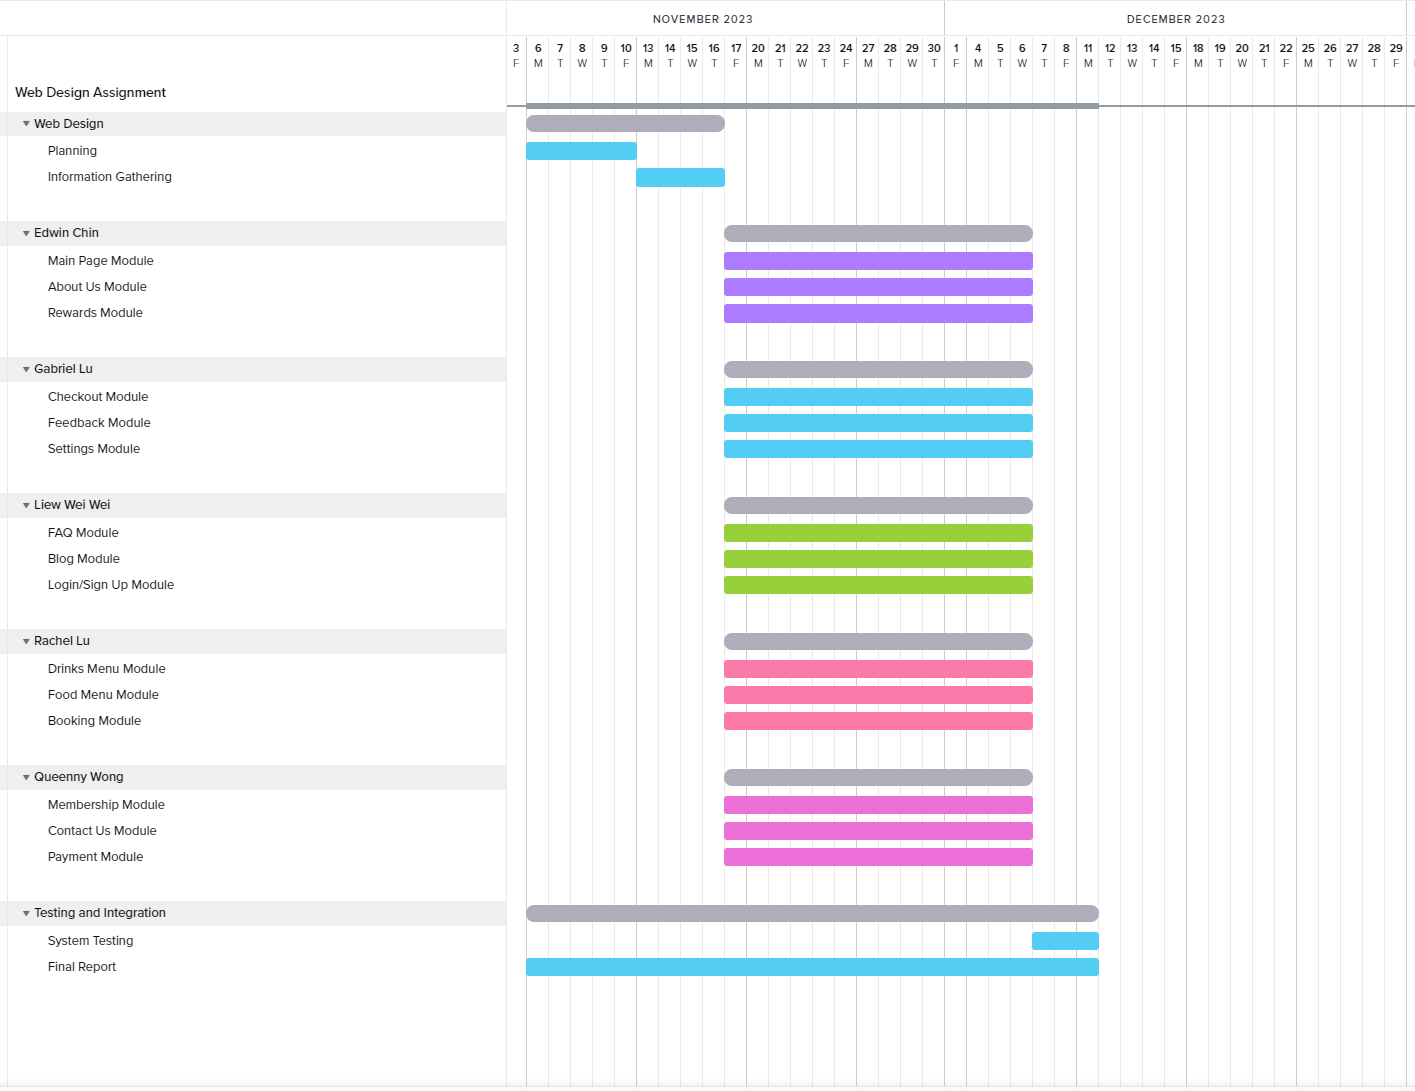 NOVEMBER 2023 DECEMBER 2023
3 6 7 8 9 10 13 14 15 16 17 20 21 22 23 24 27 28 29 30 1 4 5 6 7 8 11 12 13 14 15 18 19 20 21 22 25 26 27 28 29
F M T W T F M T W T F M T W T F M T W T F M T W T F M T W T F M T W T F M T W T F
Web Design Assignment
Web Design
Planning
Information Gathering
Edwin Chin
Main Page Module
About Us Module
Rewards Module
Gabriel Lu
Checkout Module
Feedback Module
Settings Module
Liew Wei Wei
FAQ Module
Blog Module
Login/Sign Up Module
Rachel Lu
Drinks Menu Module
Food Menu Module
Booking Module
Queenny Wong
Membership Module
Contact Us Module
Payment Module
Testing and Integration
System Testing
Final Report